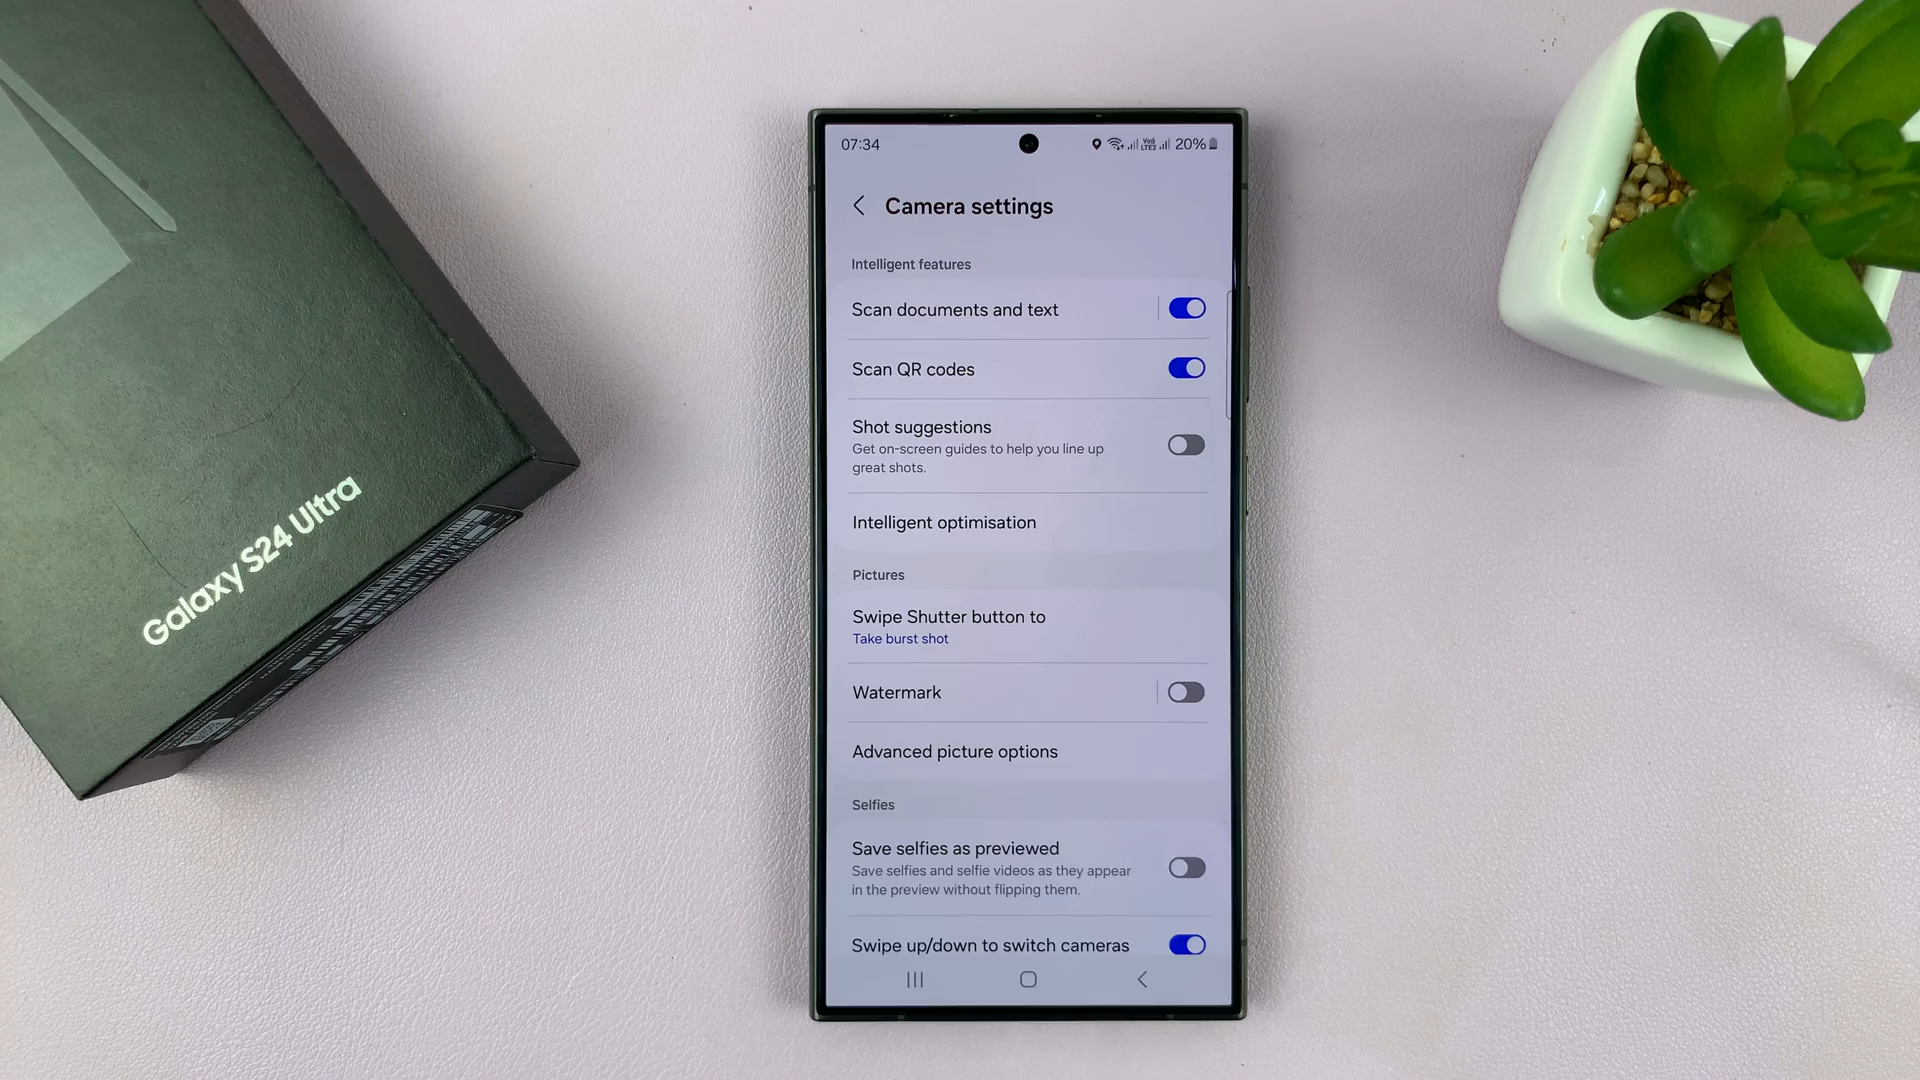 Galaxy S24 Ultra
07:34
20%
Camera settings
Intelligent features
Scan documents and text
Scan QR codes
Shot suggestions
Get on-screen guides to help you line up
great shots.
Intelligent optimisation
Pictures
Swipe Shutter button to
Take burst shot
Watermark
Advanced picture options
Selfies
Save selfies as previewed
Save selfies and selfie videos as they appear
in the preview without flipping them.
Swipe up/down to switch cameras